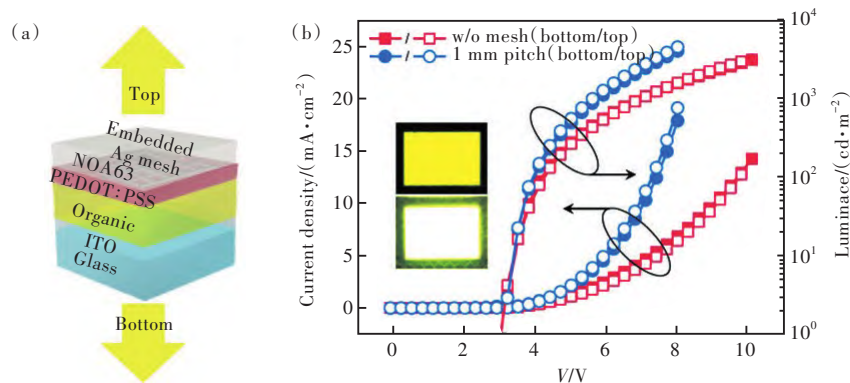 (a)
Top
Embedded
Ag mesh
NOA63
PEDOT:PSS
Organic
ITO
Glass
Bottom
(b)
w/o mesh(bottom/top)
1 mm pitch(bottom/top)
Current density/(mA·cm⁻²)
25
20
15
10
5
0
0 2 4 6 8 10
V/V
10⁴
10³
10²
10¹
10⁰
Luminace/(cd·m⁻²)